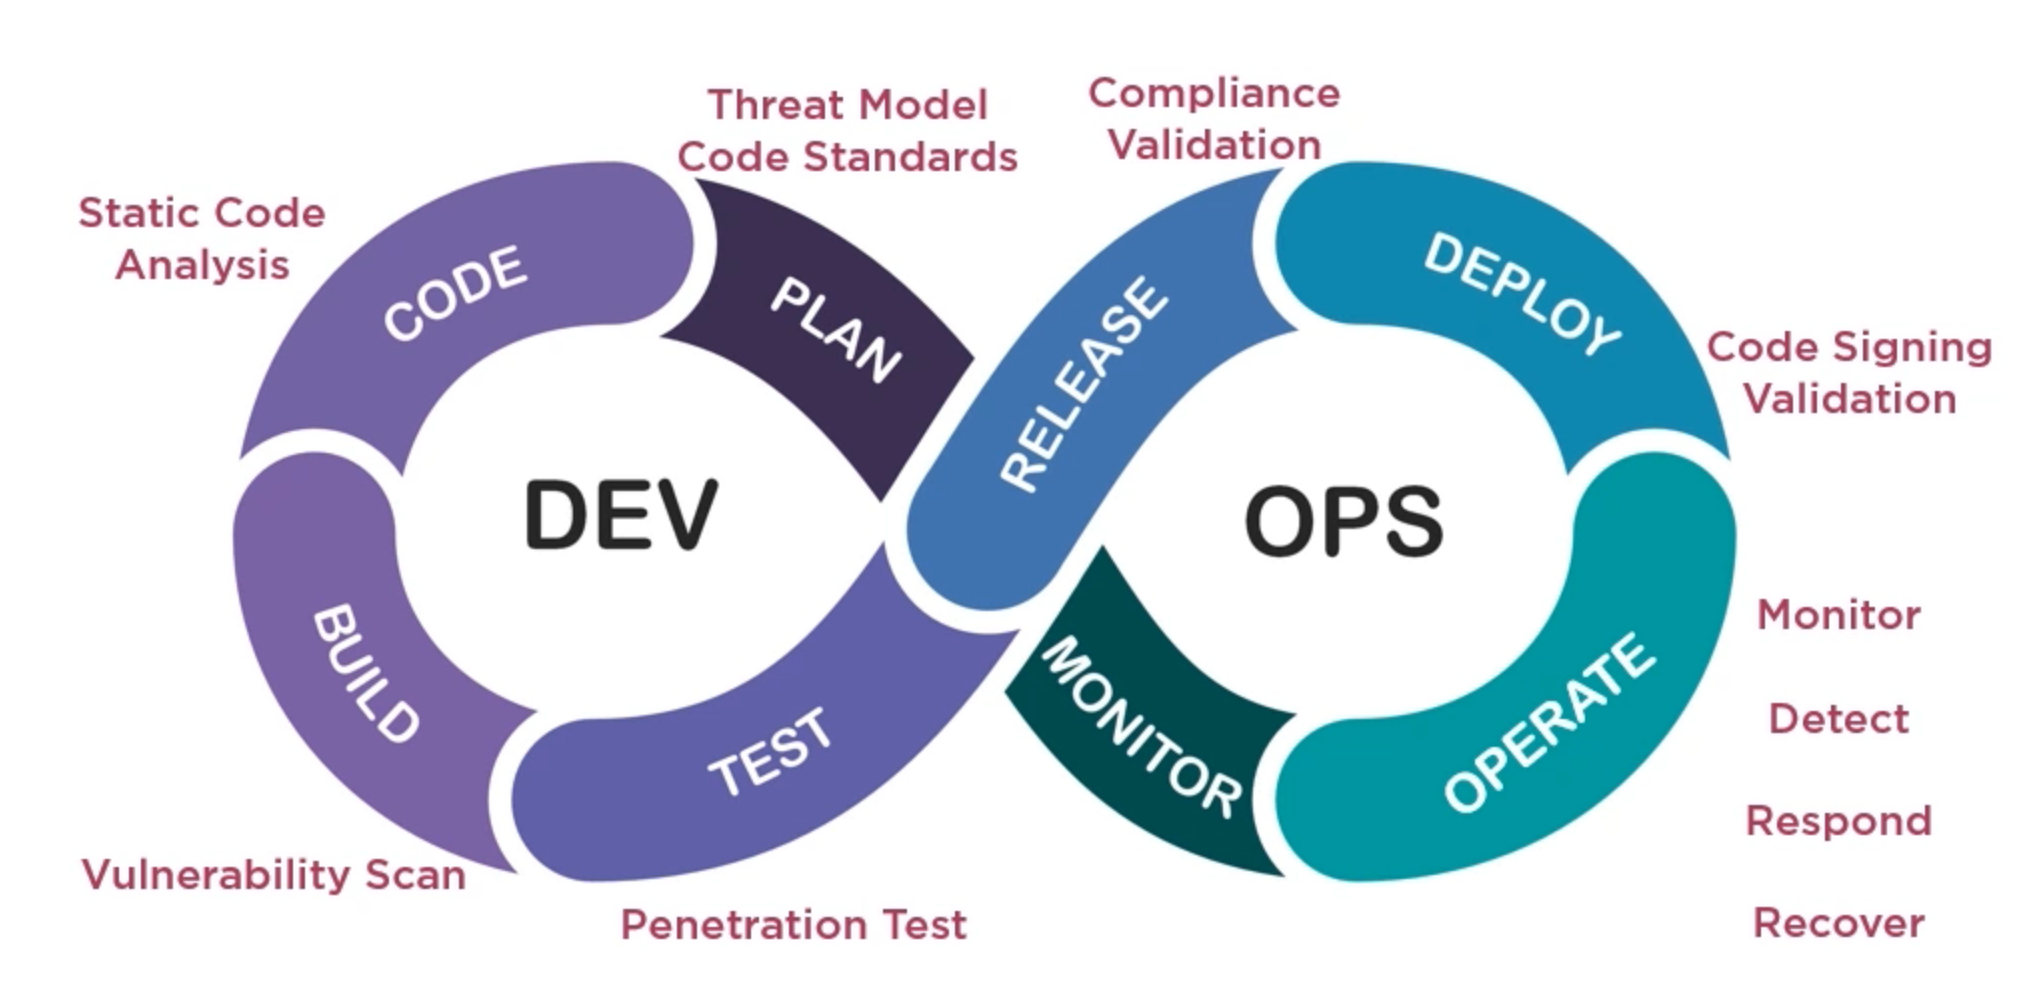 Threat Model
Code Standards
Compliance
Validation
Static Code
Analysis
CODE
PLAN
RELEASE
DEPLOY
Code Signing
Validation
DEV
OPS
BUILD
TEST
MONITOR
OPERATE
Monitor
Detect
Respond
Recover
Vulnerability Scan
Penetration Test